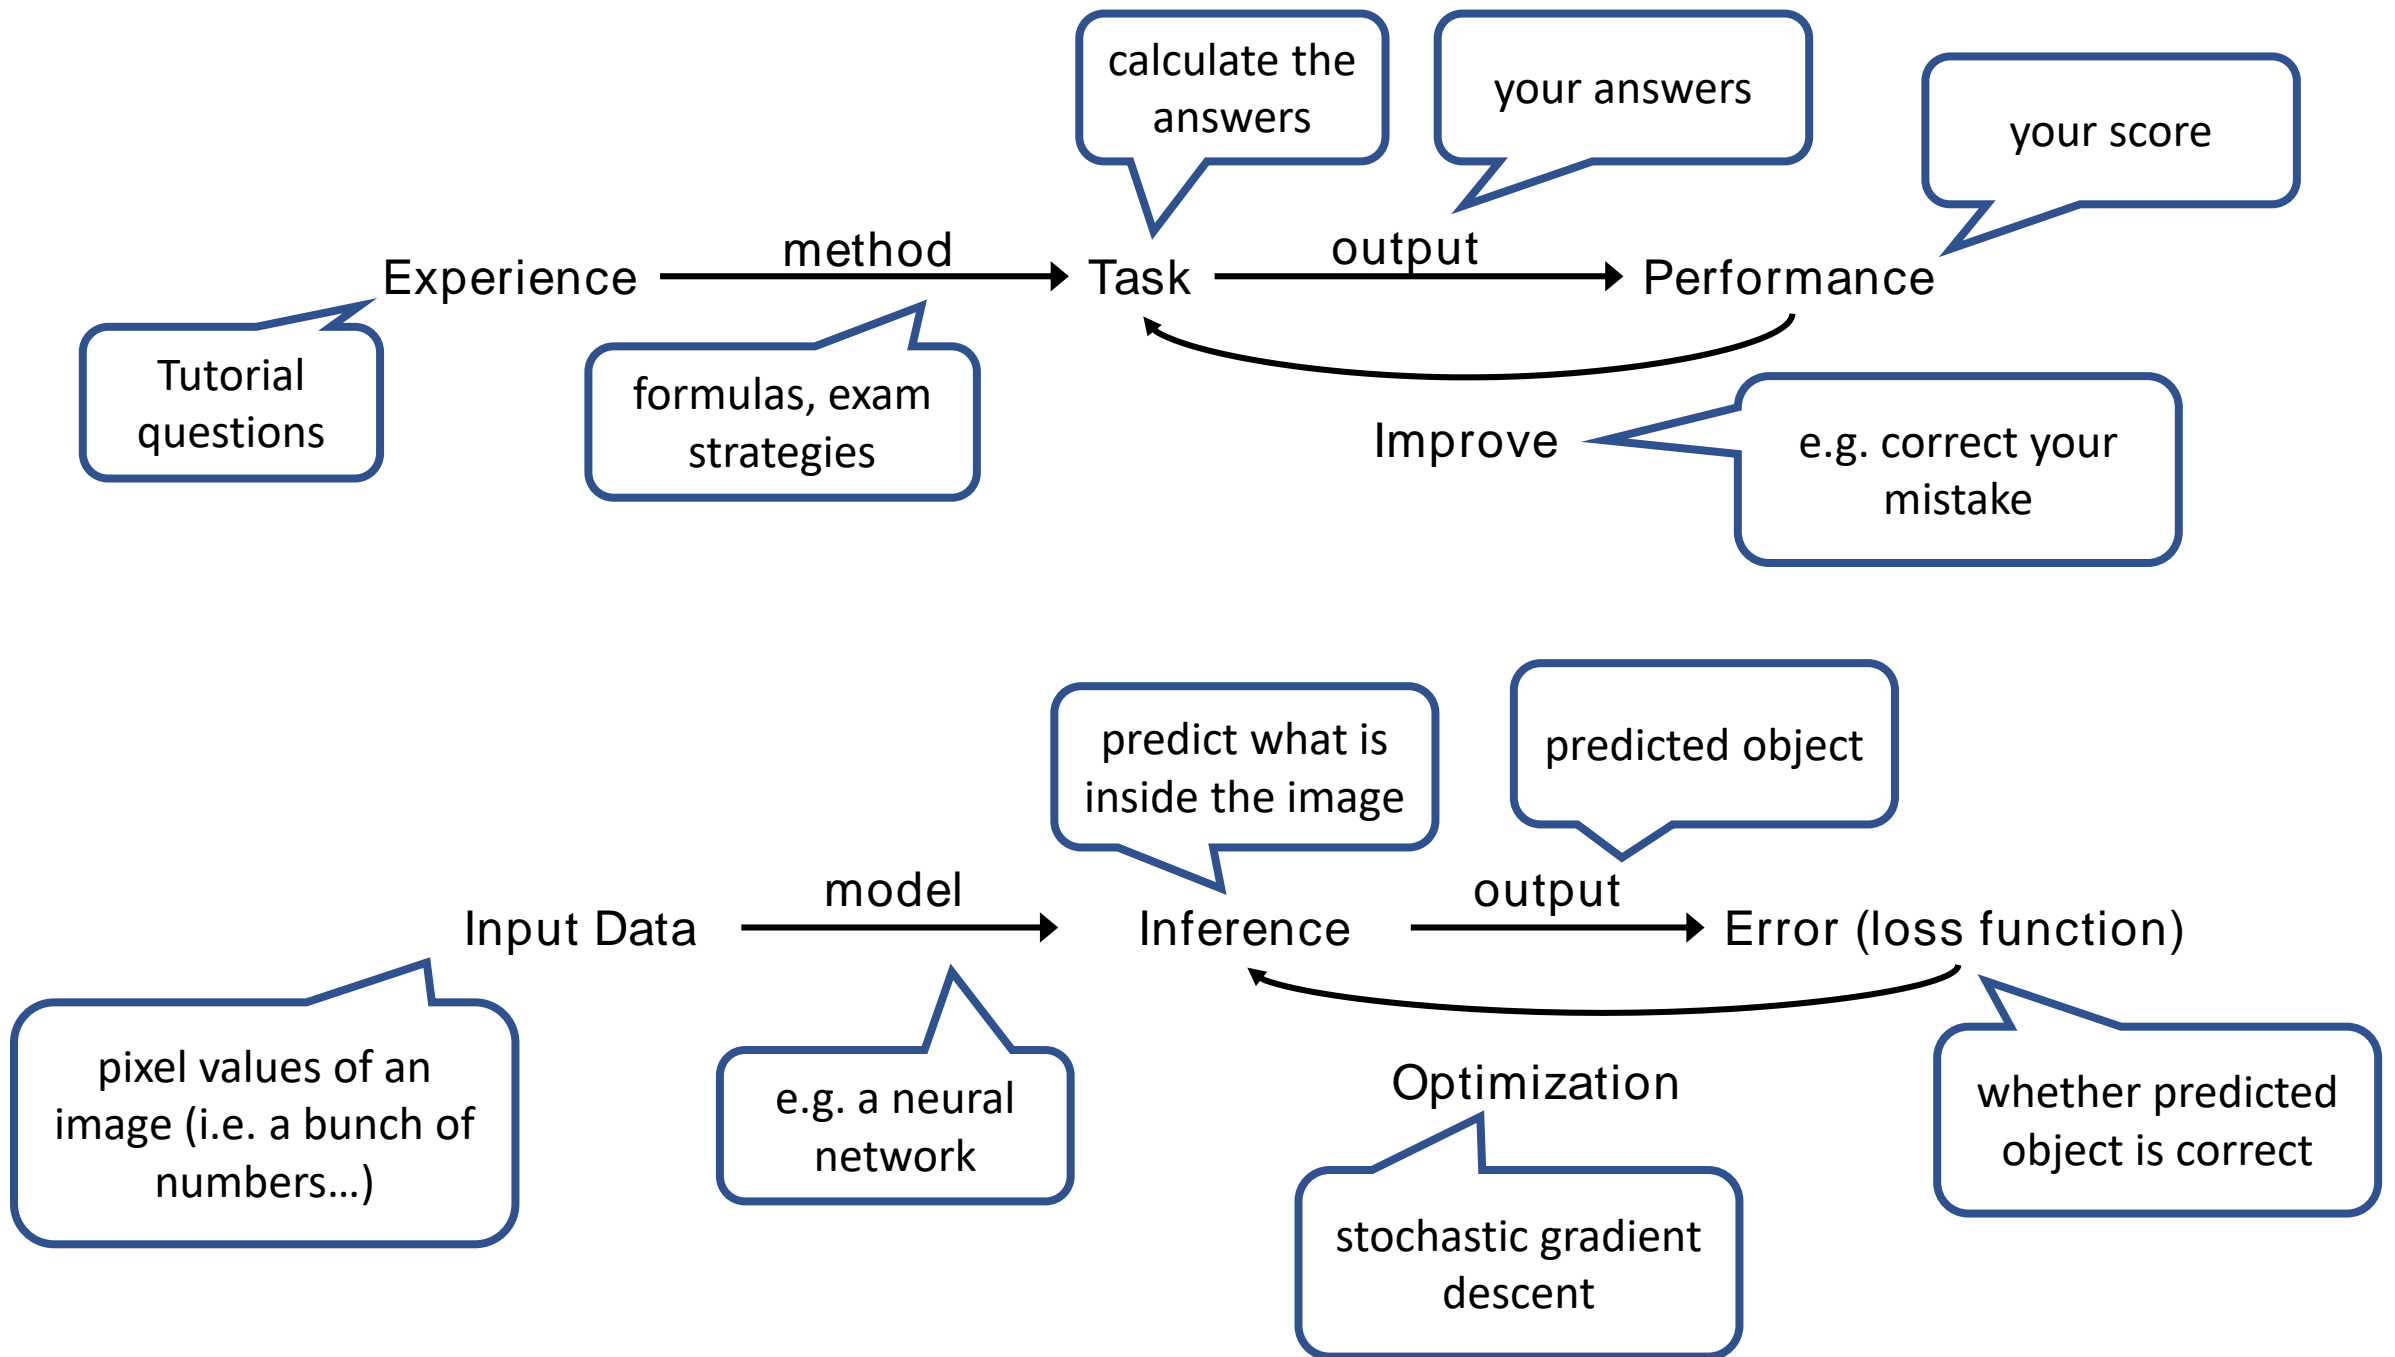 calculate the
answers
your answers
your score
method
output
Experience
Task
Performance
Tutorial
questions
formulas, exam
strategies
Improve
e.g. correct your
mistake
predict what is
inside the image
predicted object
model
output
Input Data
Inference
Error (loss function)
pixel values of an
image (i.e. a bunch of
numbers…)
e.g. a neural
network
Optimization
whether predicted
object is correct
stochastic gradient
descent